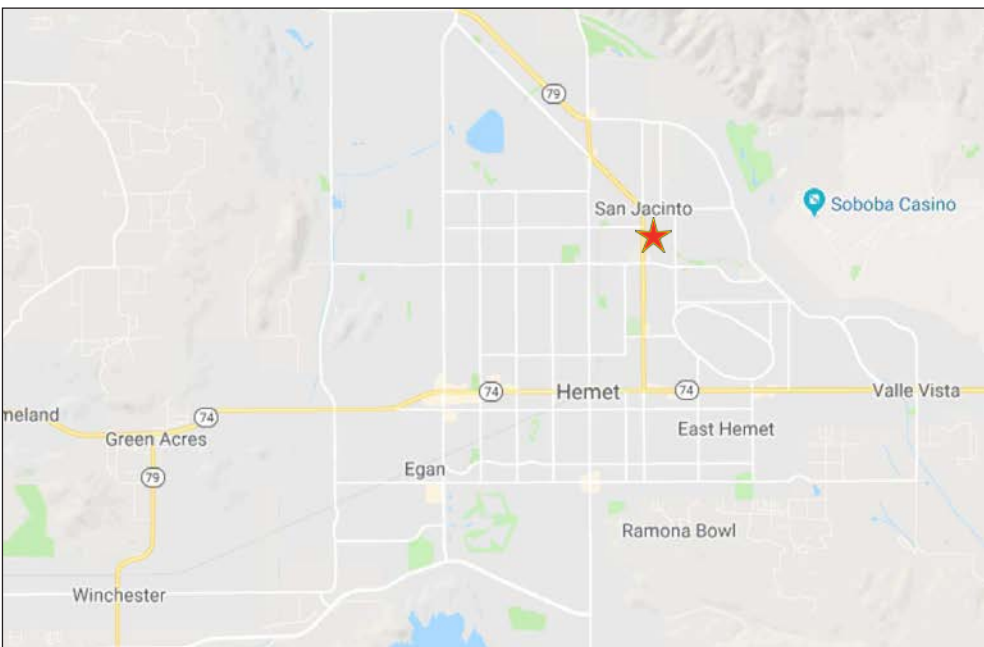 79
San Jacinto
Soboba Casino
74
Hemet
74
Valle Vista
meland
74
Green Acres
East Hemet
79
Egan
Ramona Bowl
Winchester